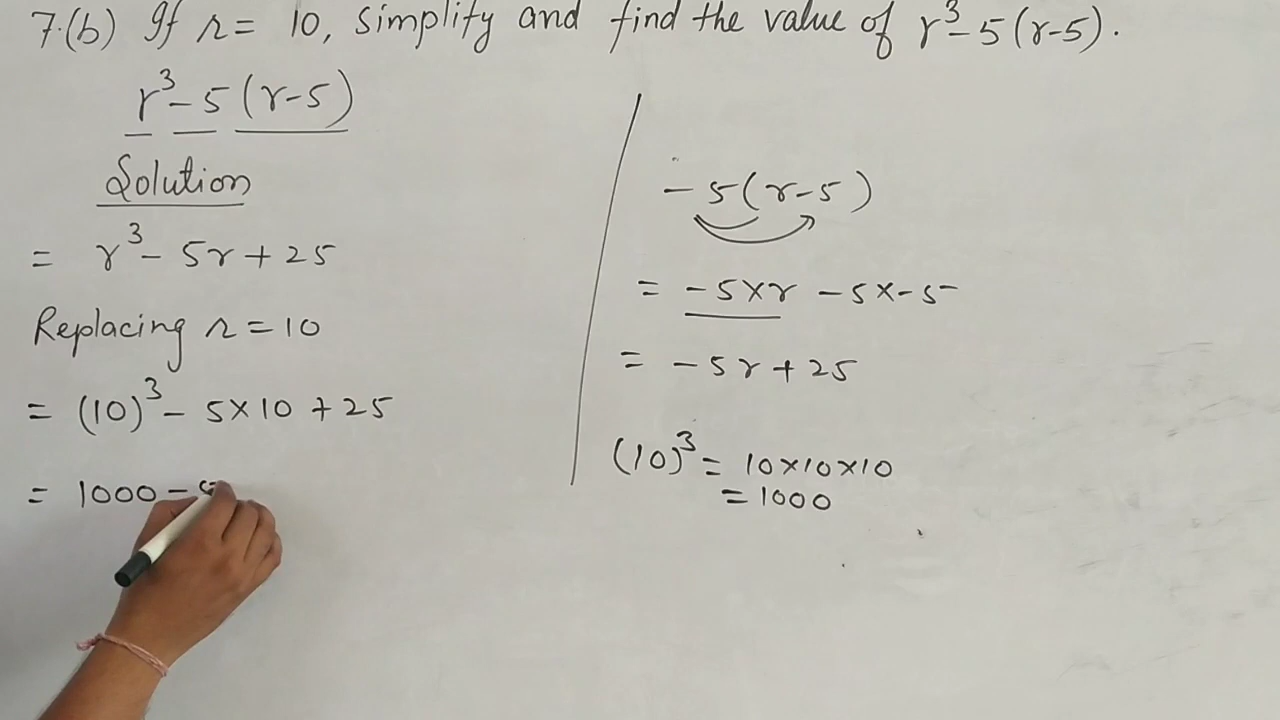 7.(b) If r = 10, simplify and find the value of r³ - 5(r-5).
r³ - 5(r-5)
Solution
= r³ - 5r + 25
Replacing r = 10
= (10)³ - 5×10 + 25
= 1000 -
- 5(r-5)
= -5×r -5×-5
= -5r + 25
(10)³ = 10×10×10
= 1000